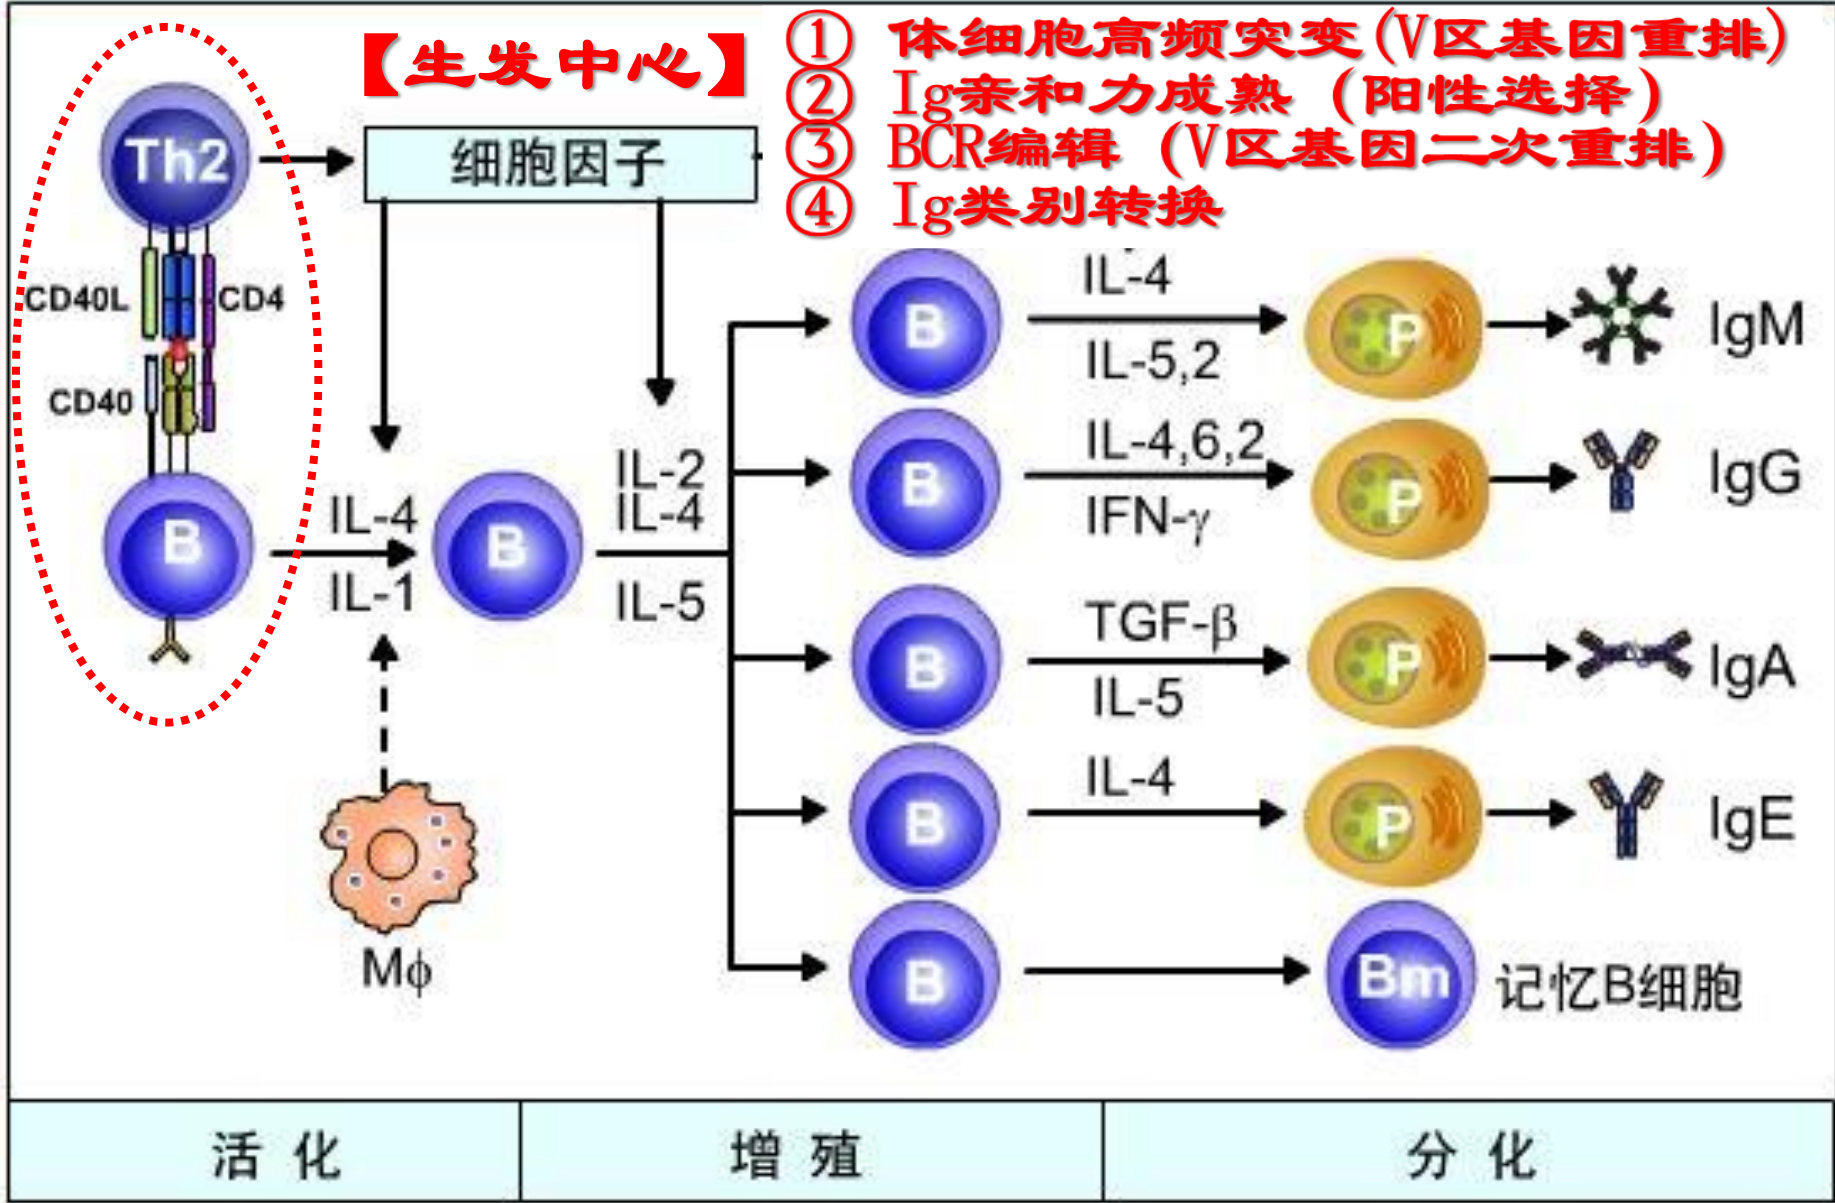 【生发中心】
① 体细胞高频突变(V区基因重排)
② Ig亲和力成熟 (阳性选择)
③ BCR编辑 (V区基因二次重排)
④ Ig类别转换
Th2
细胞因子
CD40L
CD4
CD40
B
IL-4
IL-1
Mφ
B
IL-2
IL-4
IL-5
B
IL-4
IL-5,2
P
IgM
B
IL-4,6,2
IFN-γ
P
IgG
B
TGF-β
IL-5
P
IgA
B
IL-4
P
IgE
B
Bm
记忆B细胞
活 化
增 殖
分 化